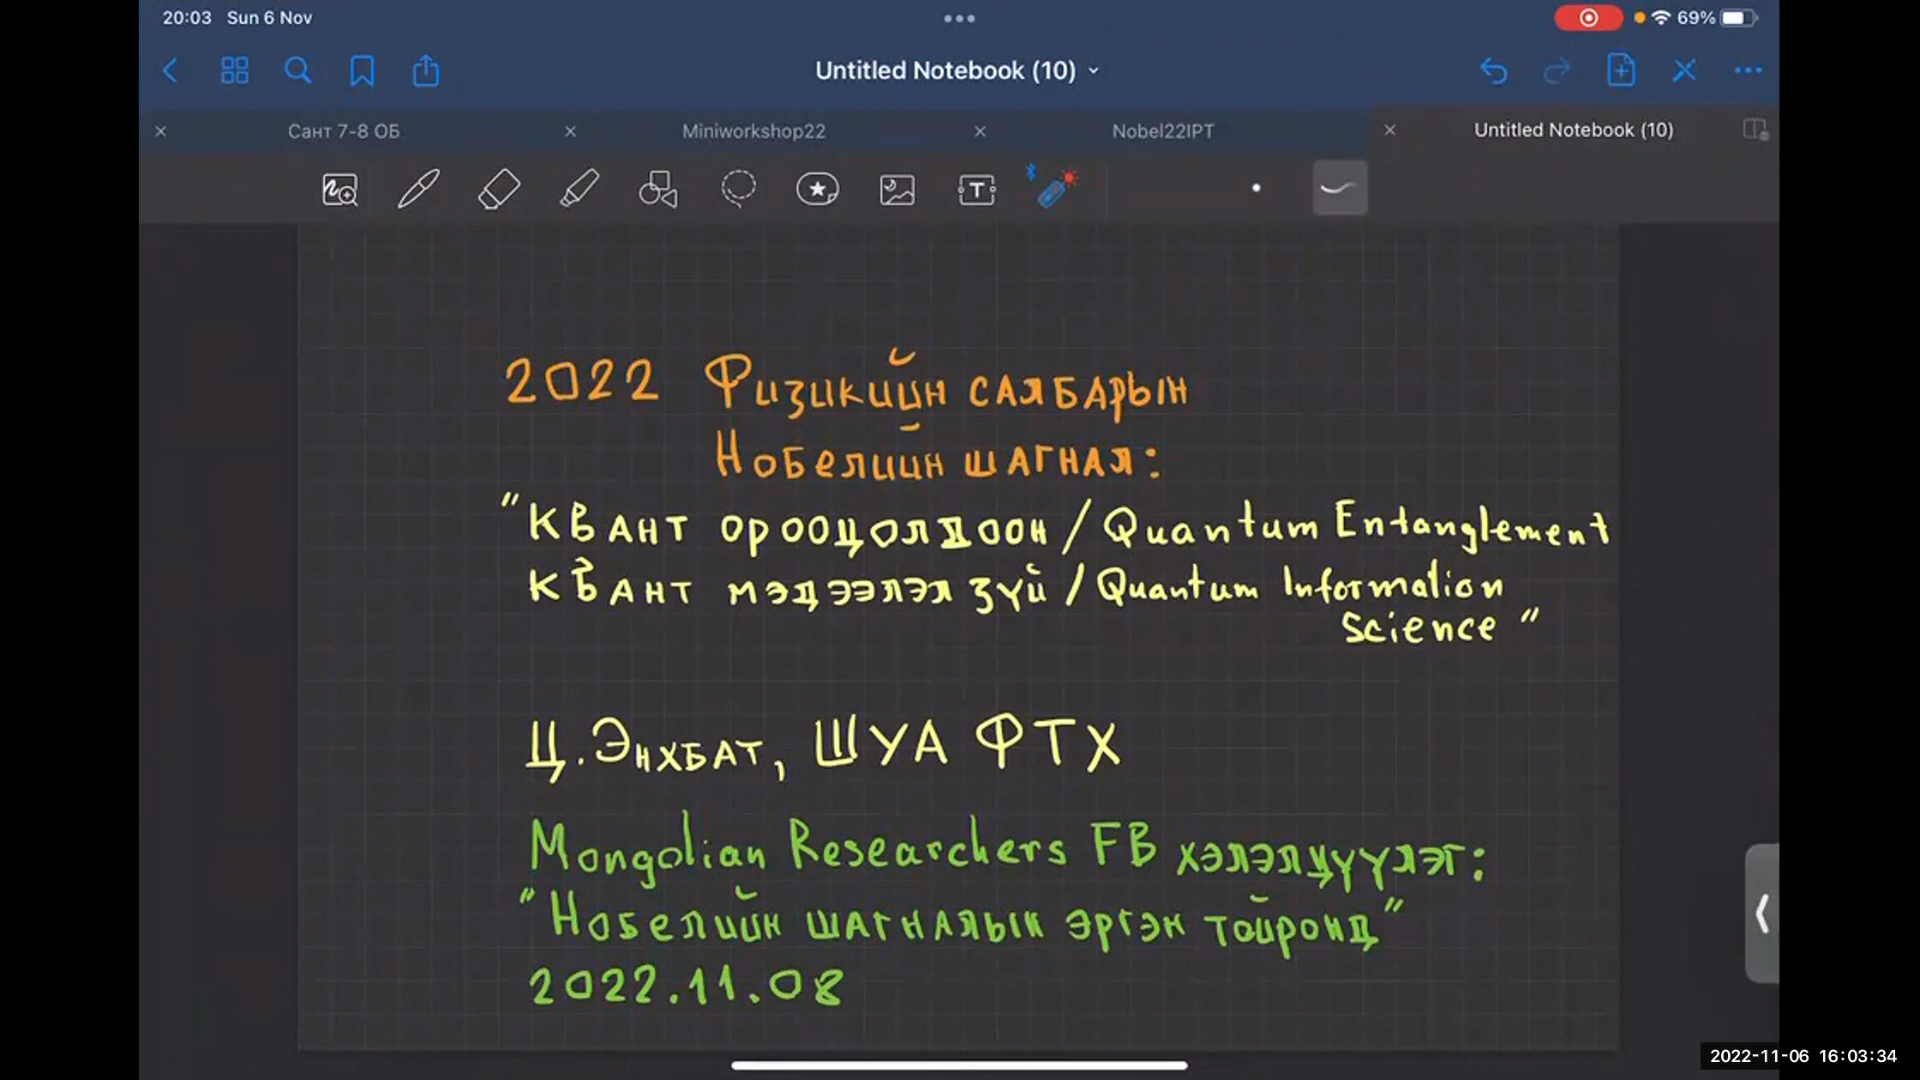 20:03 Sun 6 Nov
69%
Untitled Notebook (10)
Сант 7-8 ОБ
Miniworkshop22
Nobel22IPT
Untitled Notebook (10)
2022 Физикийн салбарын
Нобелийн шагнал:
"Квант орооцолдоон / Quantum Entanglement
Квант мэдээлэл зүй / Quantum Information
Science"
Ц. Энхбат, ШУА ФТХ
Mongolian Researchers FB хэлэлцүүлэг:
"Нобелийн шагналын эргэн тойронд"
2022.11.08
2022-11-06 16:03:34